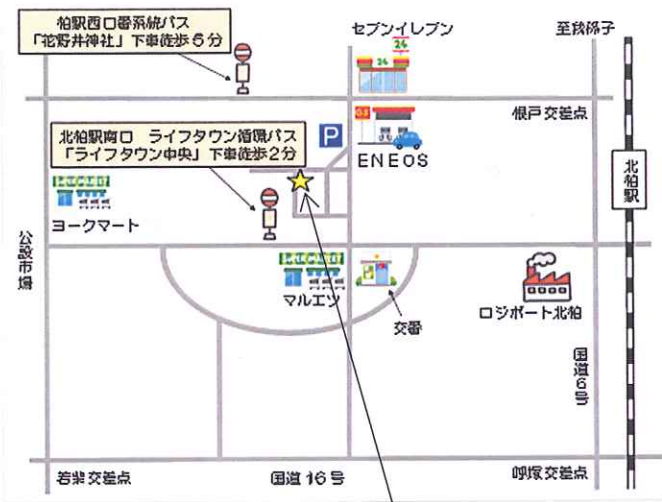 柏駅西口番系統バス
「花野井神社」下車徒歩5分
セブンイレブン
至我孫子
24
24
根戸交差点
GS
P
ENEOS
北柏駅南口 ライフタウン循環バス
「ライフタウン中央」下車徒歩2分
北柏駅
ヨークマート
公設市場
マルエツ
交番
ロジポート北柏
国道6号
若柴交差点
国道16号
呼塚交差点